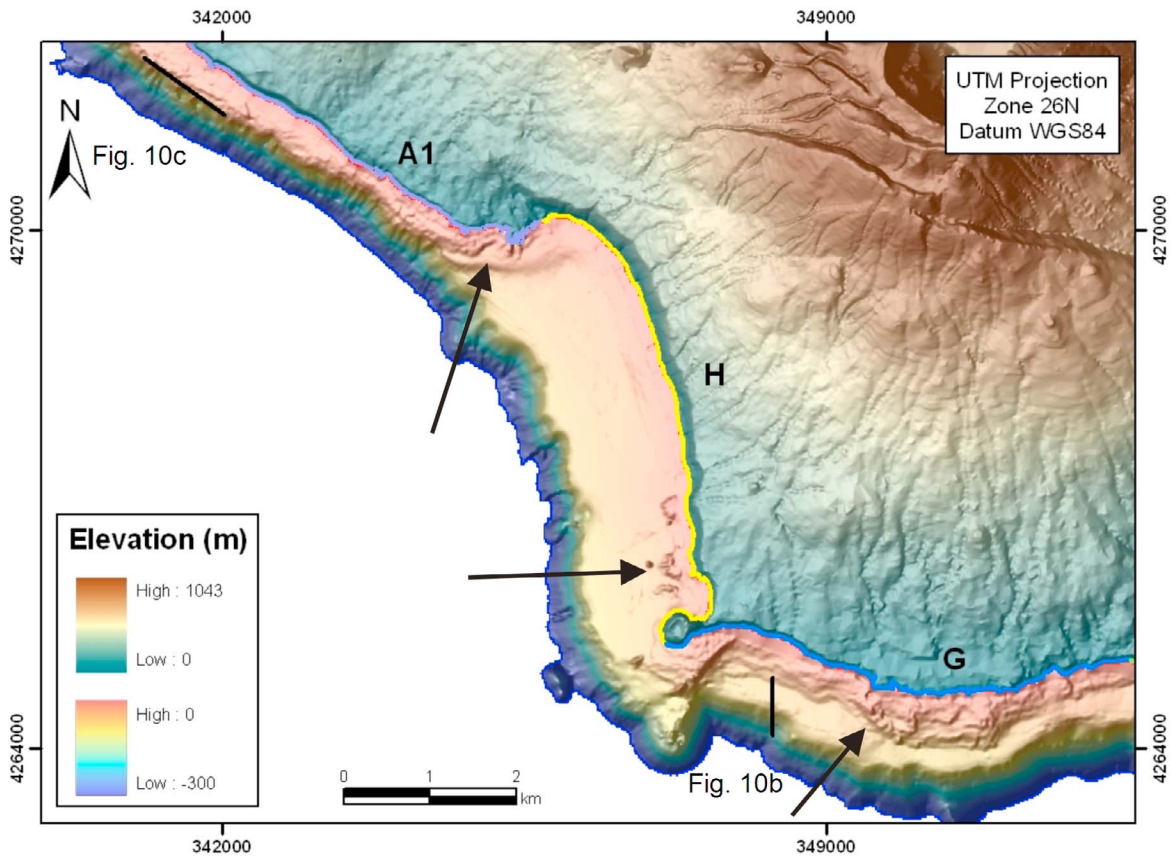 342000
349000
UTM Projection
Zone 26N
Datum WGS84
N
Fig. 10c
A1
4270000
4270000
H
Elevation (m)
High : 1043
Low : 0
High : 0
Low : -300
G
4264000
4264000
0 1 2
km
Fig. 10b
342000
349000